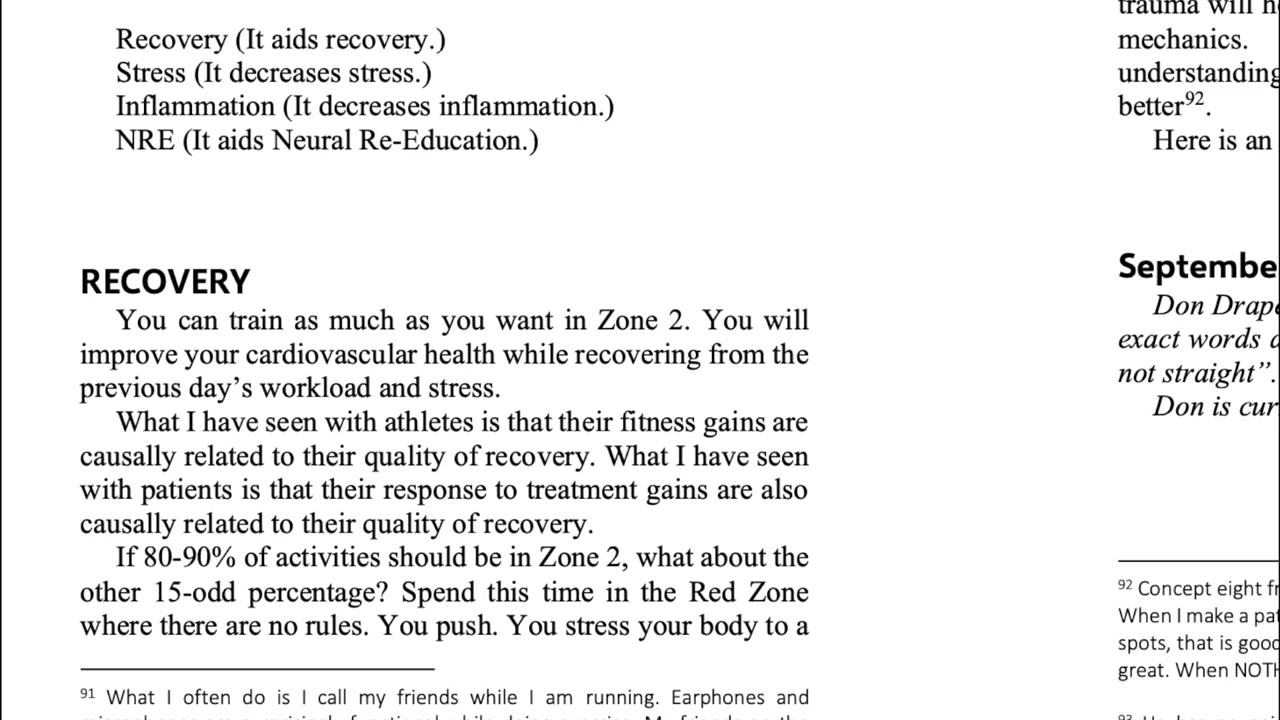 Recovery (It aids recovery.)
Stress (It decreases stress.)
Inflammation (It decreases inflammation.)
NRE (It aids Neural Re-Education.)
RECOVERY
You can train as much as you want in Zone 2. You will
improve your cardiovascular health while recovering from the
previous day’s workload and stress.
What I have seen with athletes is that their fitness gains are
causally related to their quality of recovery. What I have seen
with patients is that their response to treatment gains are also
causally related to their quality of recovery.
If 80-90% of activities should be in Zone 2, what about the
other 15-odd percentage? Spend this time in the Red Zone
where there are no rules. You push. You stress your body to a
91 What I often do is I call my friends while I am running. Earphones and
trauma will
mechanics.
understanding
better92.
Here is an
Septembe
Don Drape
exact words
not straight”.
Don is cur
92 Concept eight
When I make a pat
spots, that is good
great. When NOTH